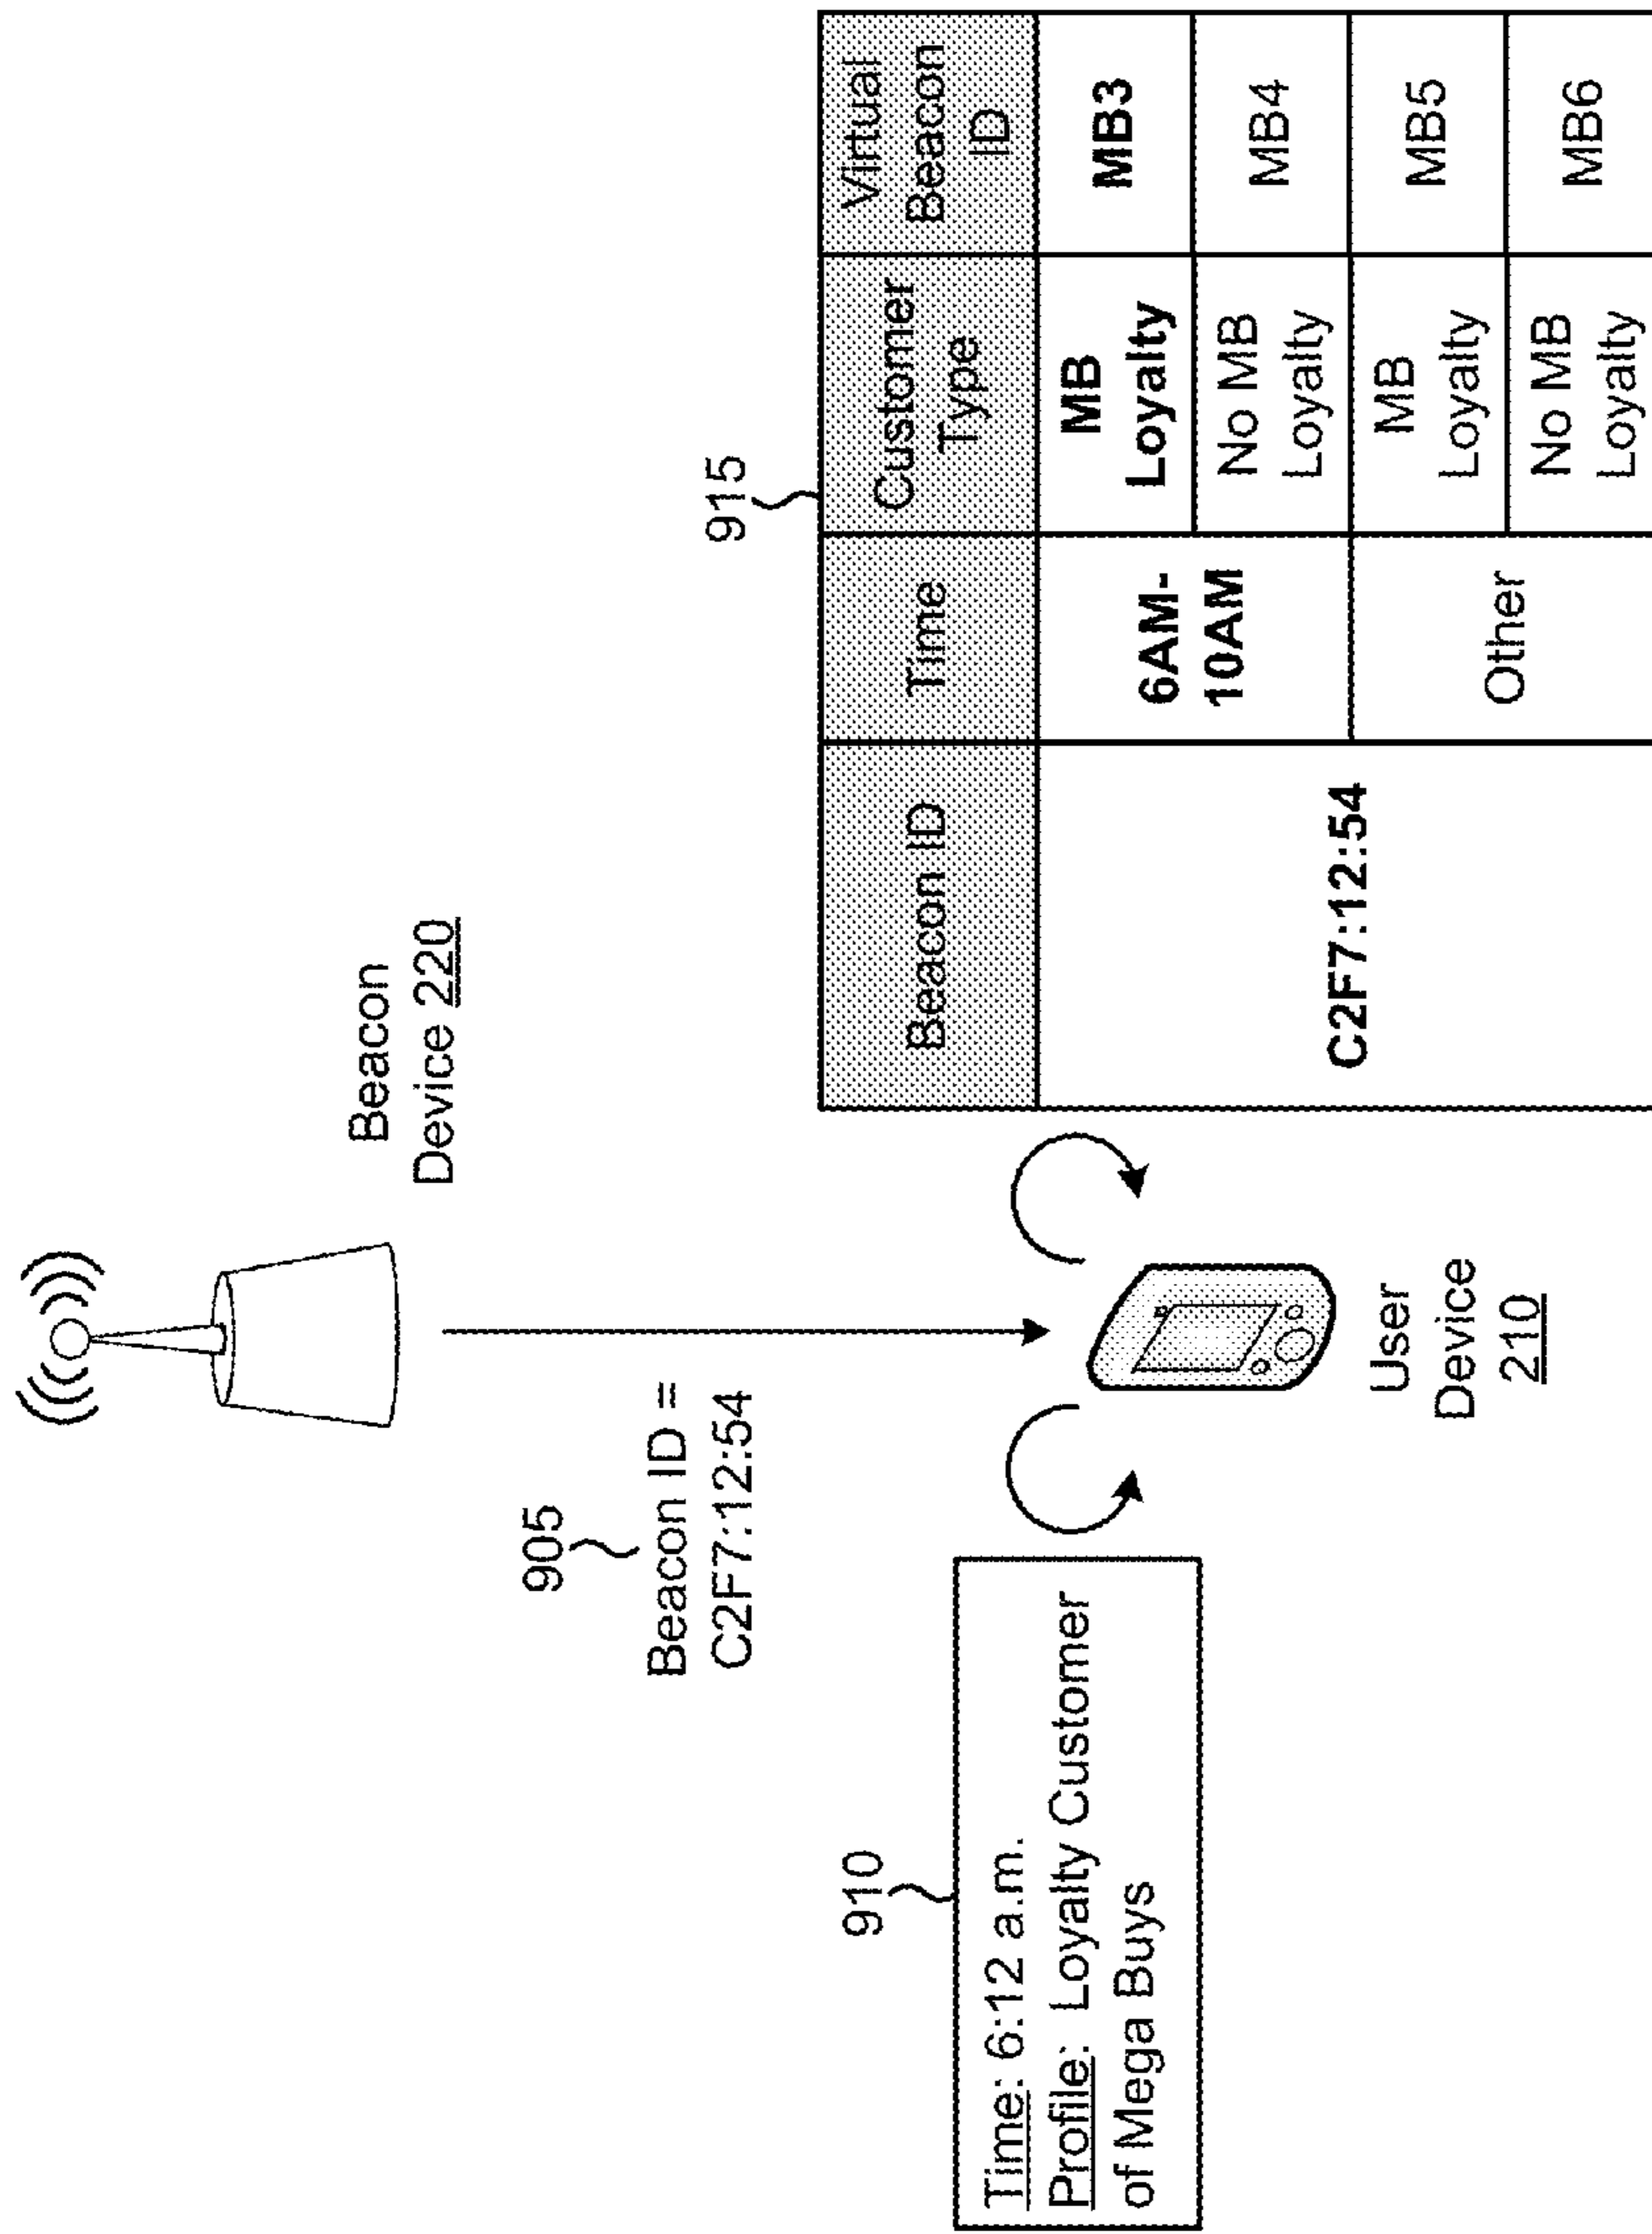 Beacon
Device 220
905
Beacon ID =
C2F7:12:54
910
Time: 6:12 a.m.
Profile: Loyalty Customer
of Mega Buys
User
Device
210
915
Beacon ID
Time
Customer
Type
Virtual
Beacon
ID
C2F7:12:54
6AM-
10AM
MB
Loyalty
MB3
No MB
Loyalty
MB4
Other
MB
Loyalty
MB5
No MB
Loyalty
MB6